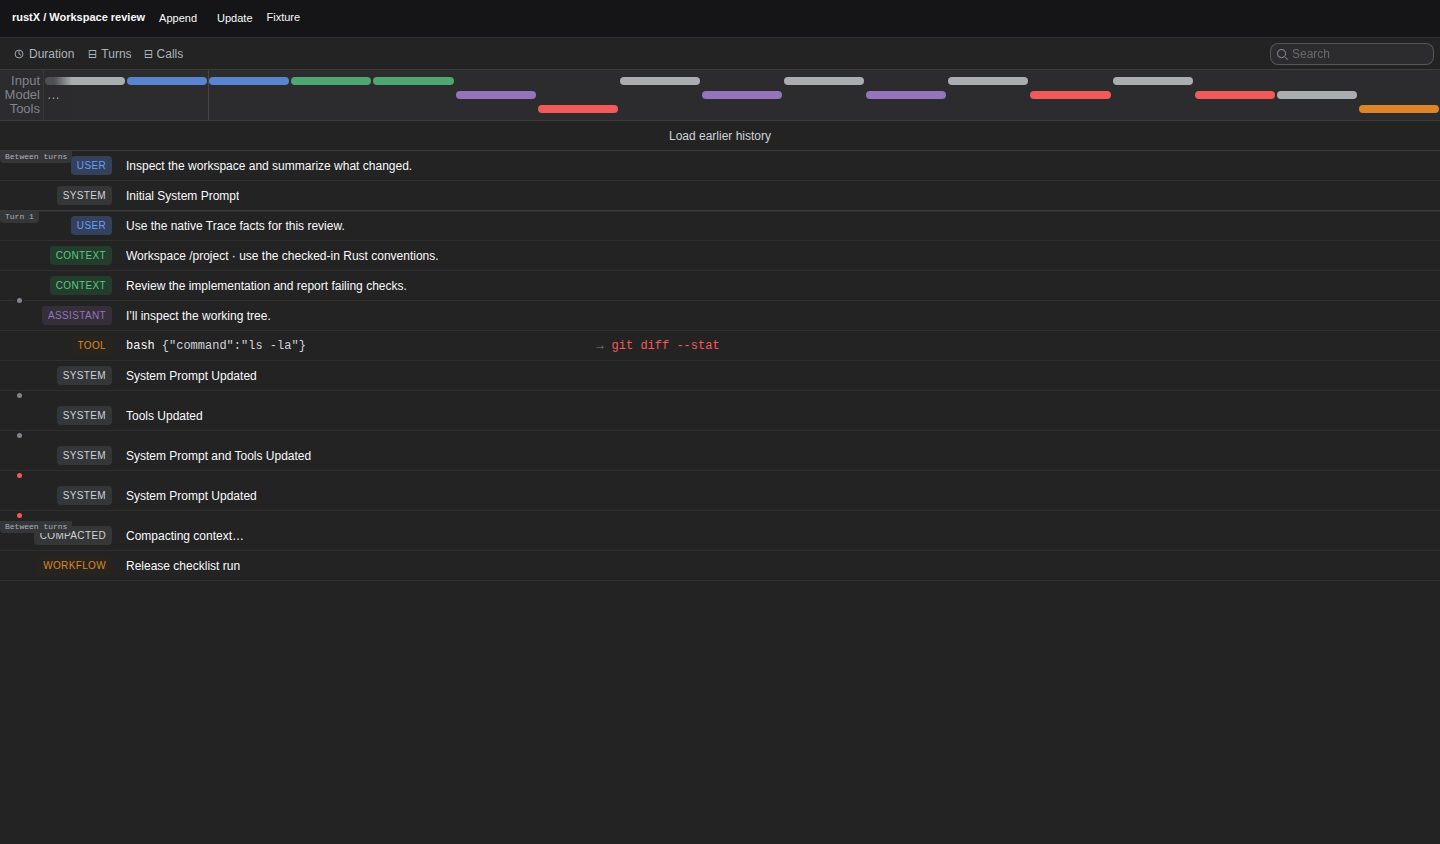 rustX / Workspace review Append Update Fixture
Duration Turns Calls Search
Input
Model ...
Tools
Load earlier history
Between turns
USER Inspect the workspace and summarize what changed.
SYSTEM Initial System Prompt
Turn 1
USER Use the native Trace facts for this review.
CONTEXT Workspace /project · use the checked-in Rust conventions.
CONTEXT Review the implementation and report failing checks.
ASSISTANT I'll inspect the working tree.
TOOL bash {"command":"ls -la"} → git diff --stat
SYSTEM System Prompt Updated
SYSTEM Tools Updated
SYSTEM System Prompt and Tools Updated
SYSTEM System Prompt Updated
Between turns
COMPACTED Compacting context…
WORKFLOW Release checklist run